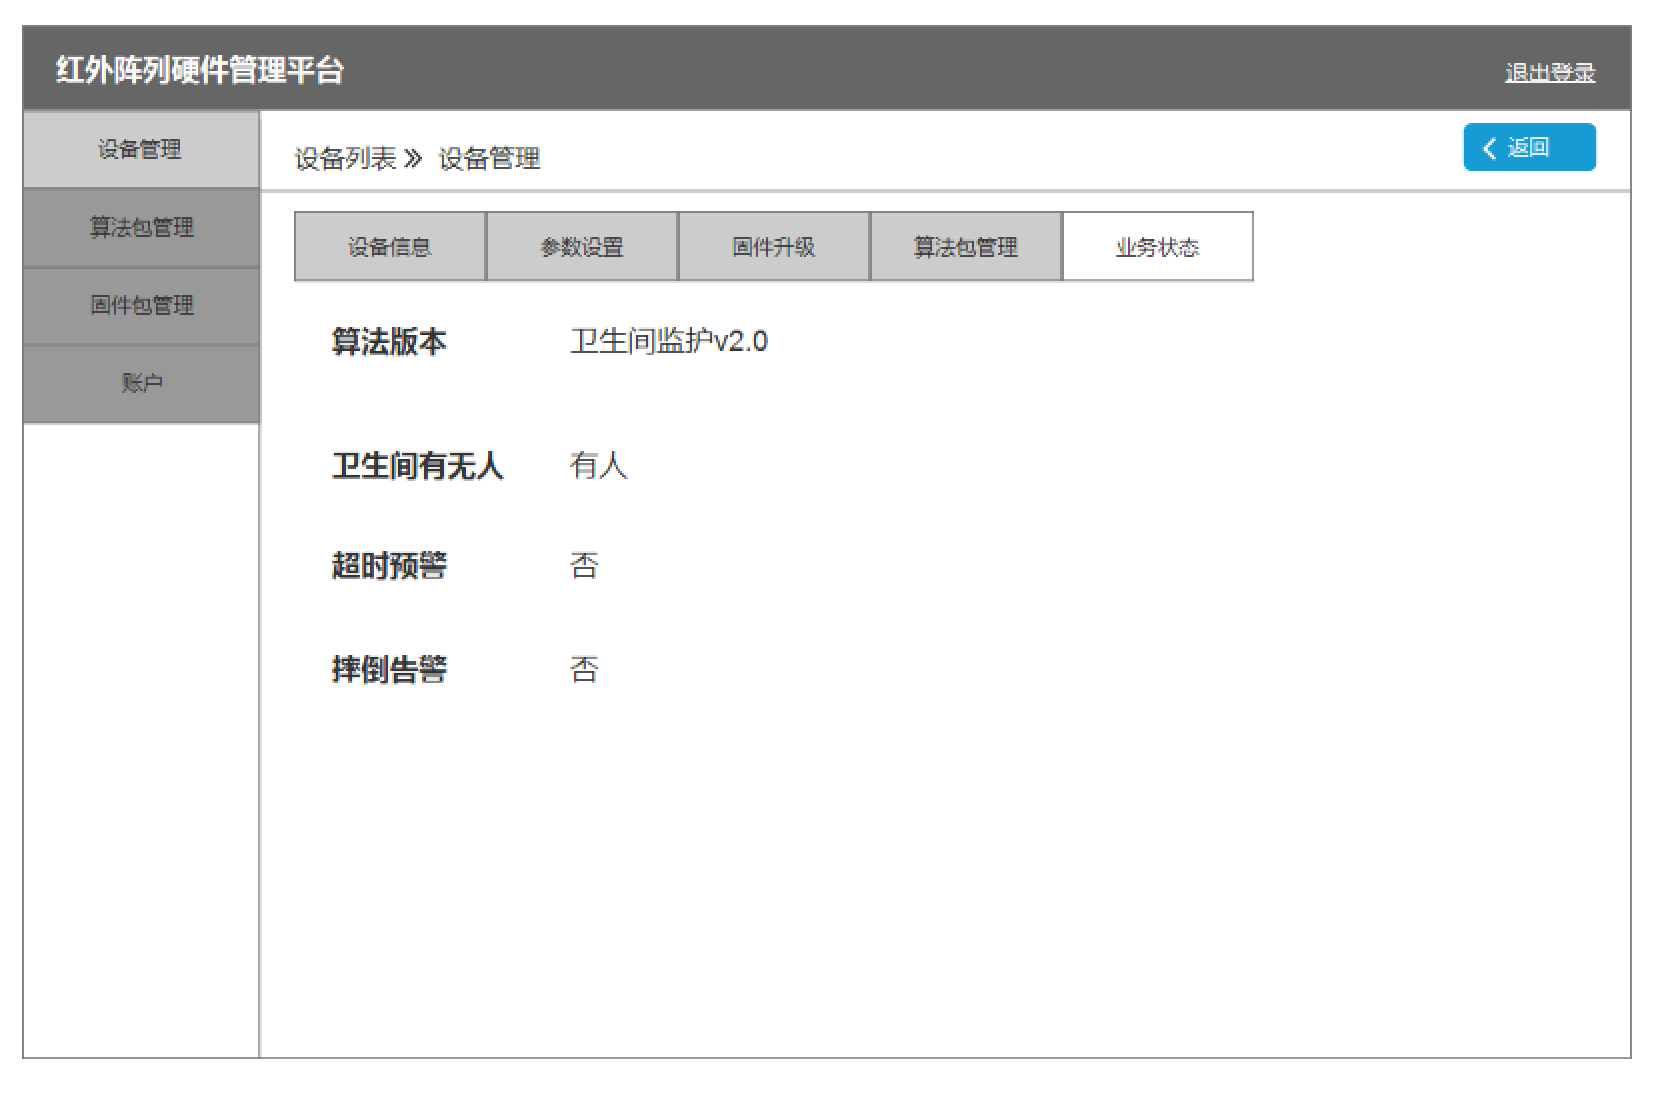 红外阵列硬件管理平台
退出登录
设备管理
算法包管理
固件包管理
账户
设备列表 » 设备管理
返回
设备信息 参数设置 固件升级 算法包管理 业务状态
算法版本 卫生间监护v2.0
卫生间有无人 有人
超时预警 否
摔倒告警 否